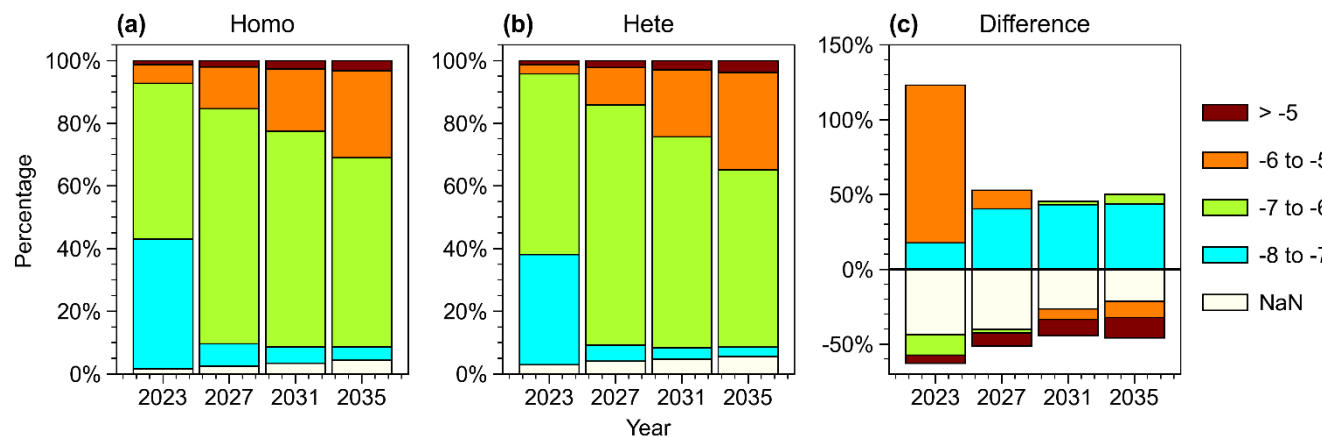 (a) Homo
(b) Hete
(c) Difference
Percentage
100%
80%
60%
40%
20%
0%
2023 2027 2031 2035
100%
80%
60%
40%
20%
0%
2023 2027 2031 2035
Year
150%
100%
50%
0%
-50%
2023 2027 2031 2035
> -5
-6 to -5
-7 to -6
-8 to -7
NaN